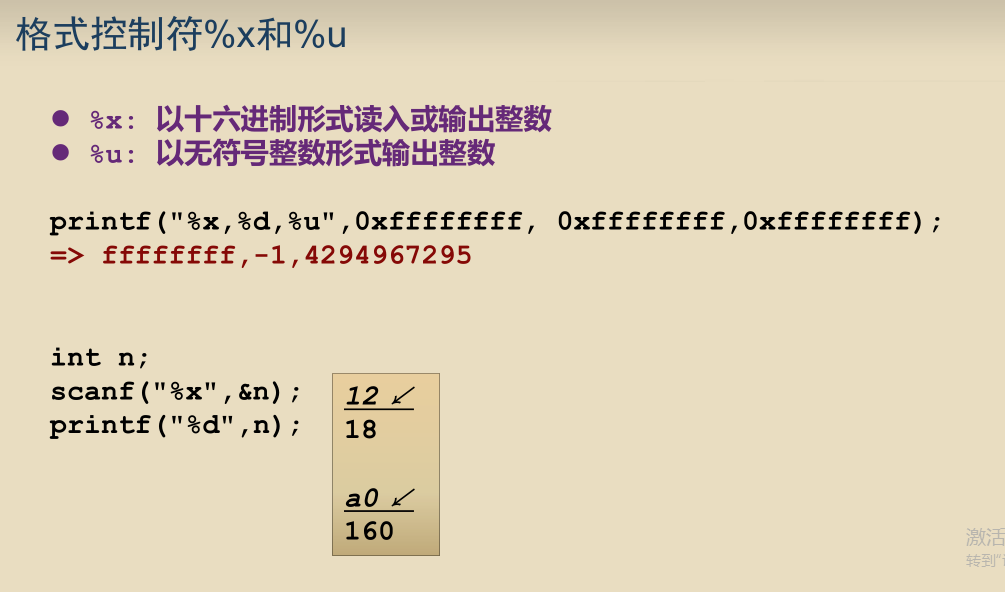 格式控制符%x和%u
● %x: 以十六进制形式读入或输出整数
● %u: 以无符号整数形式输出整数
printf("%x,%d,%u",0xffffffff, 0xffffffff,0xffffffff);
=> ffffffff,-1,4294967295
int n;
scanf("%x",&n);
printf("%d",n);
12 ↙
18
a0 ↙
160
激活
转到"